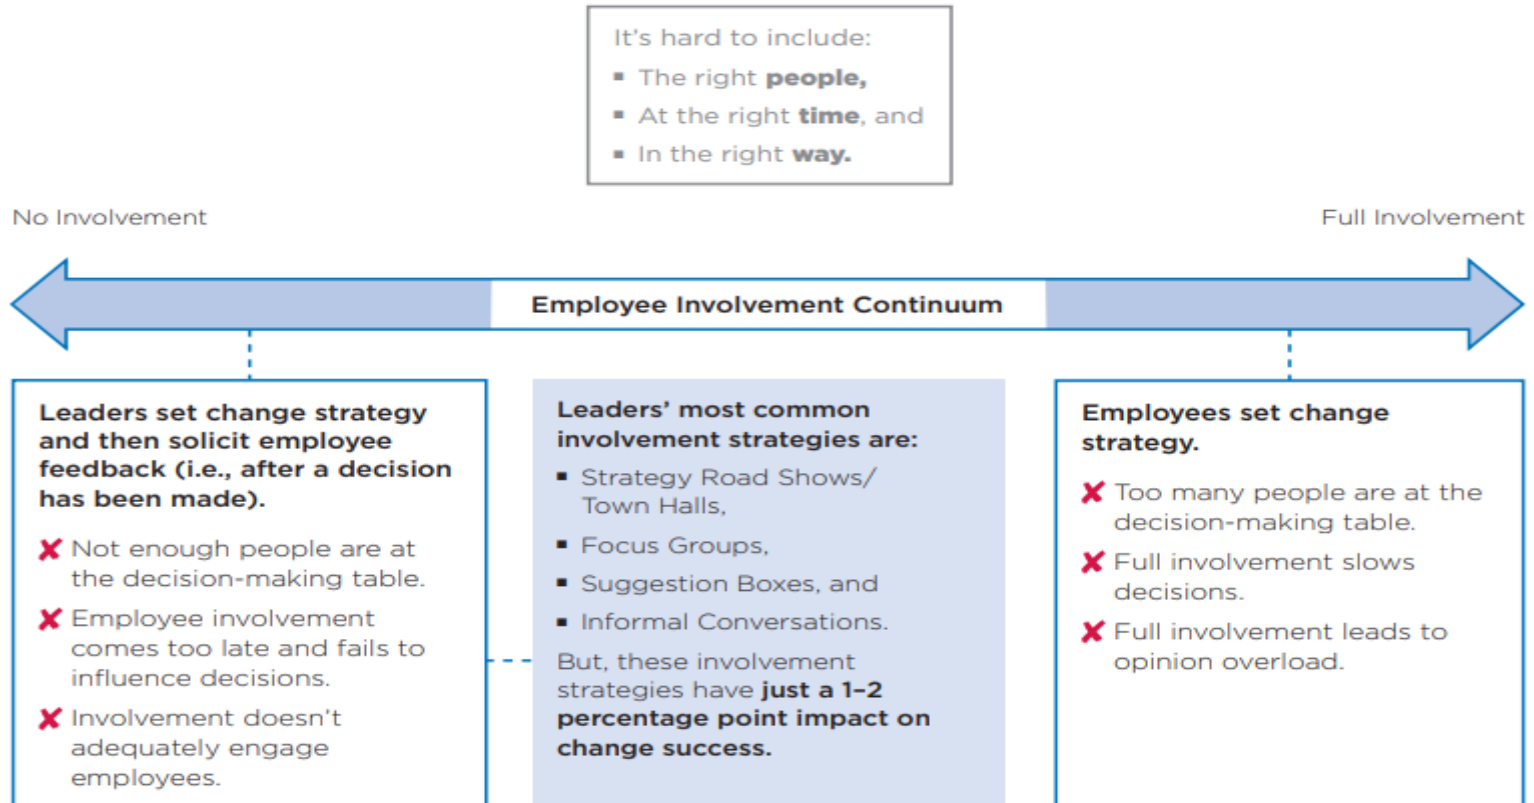 It's hard to include:
▪ The right people,
▪ At the right time, and
▪ In the right way.
No Involvement
Full Involvement
Employee Involvement Continuum
Leaders set change strategy
and then solicit employee
feedback (i.e., after a decision
has been made).
✘ Not enough people are at
the decision-making table.
✘ Employee involvement
comes too late and fails to
influence decisions.
✘ Involvement doesn't
adequately engage
employees.
Leaders' most common
involvement strategies are:
▪ Strategy Road Shows/
Town Halls,
▪ Focus Groups,
▪ Suggestion Boxes, and
▪ Informal Conversations.
But, these involvement
strategies have just a 1–2
percentage point impact on
change success.
Employees set change
strategy.
✘ Too many people are at the
decision-making table.
✘ Full involvement slows
decisions.
✘ Full involvement leads to
opinion overload.